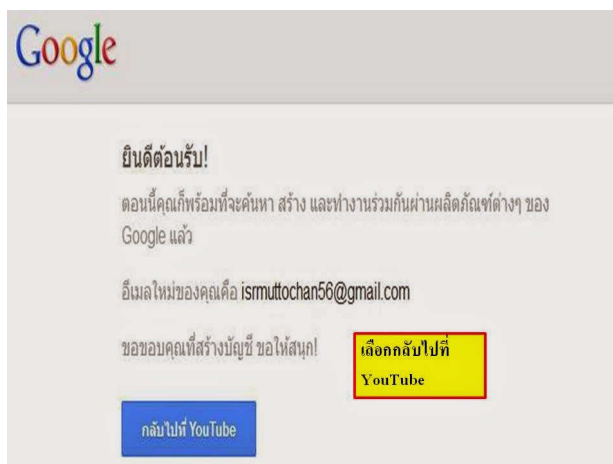 Google
ยินดีต้อนรับ!
ตอนนี้คุณก็พร้อมที่จะค้นหา สร้าง และทำงานร่วมกันผ่านผลิตภัณฑ์ต่างๆ ของ
Google แล้ว
อีเมลใหม่ของคุณคือ isrmuttochan56@gmail.com
ขอขอบคุณที่สร้างบัญชี ขอให้สนุก!
เลือกกลับไปที่
YouTube
กลับไปที่ YouTube